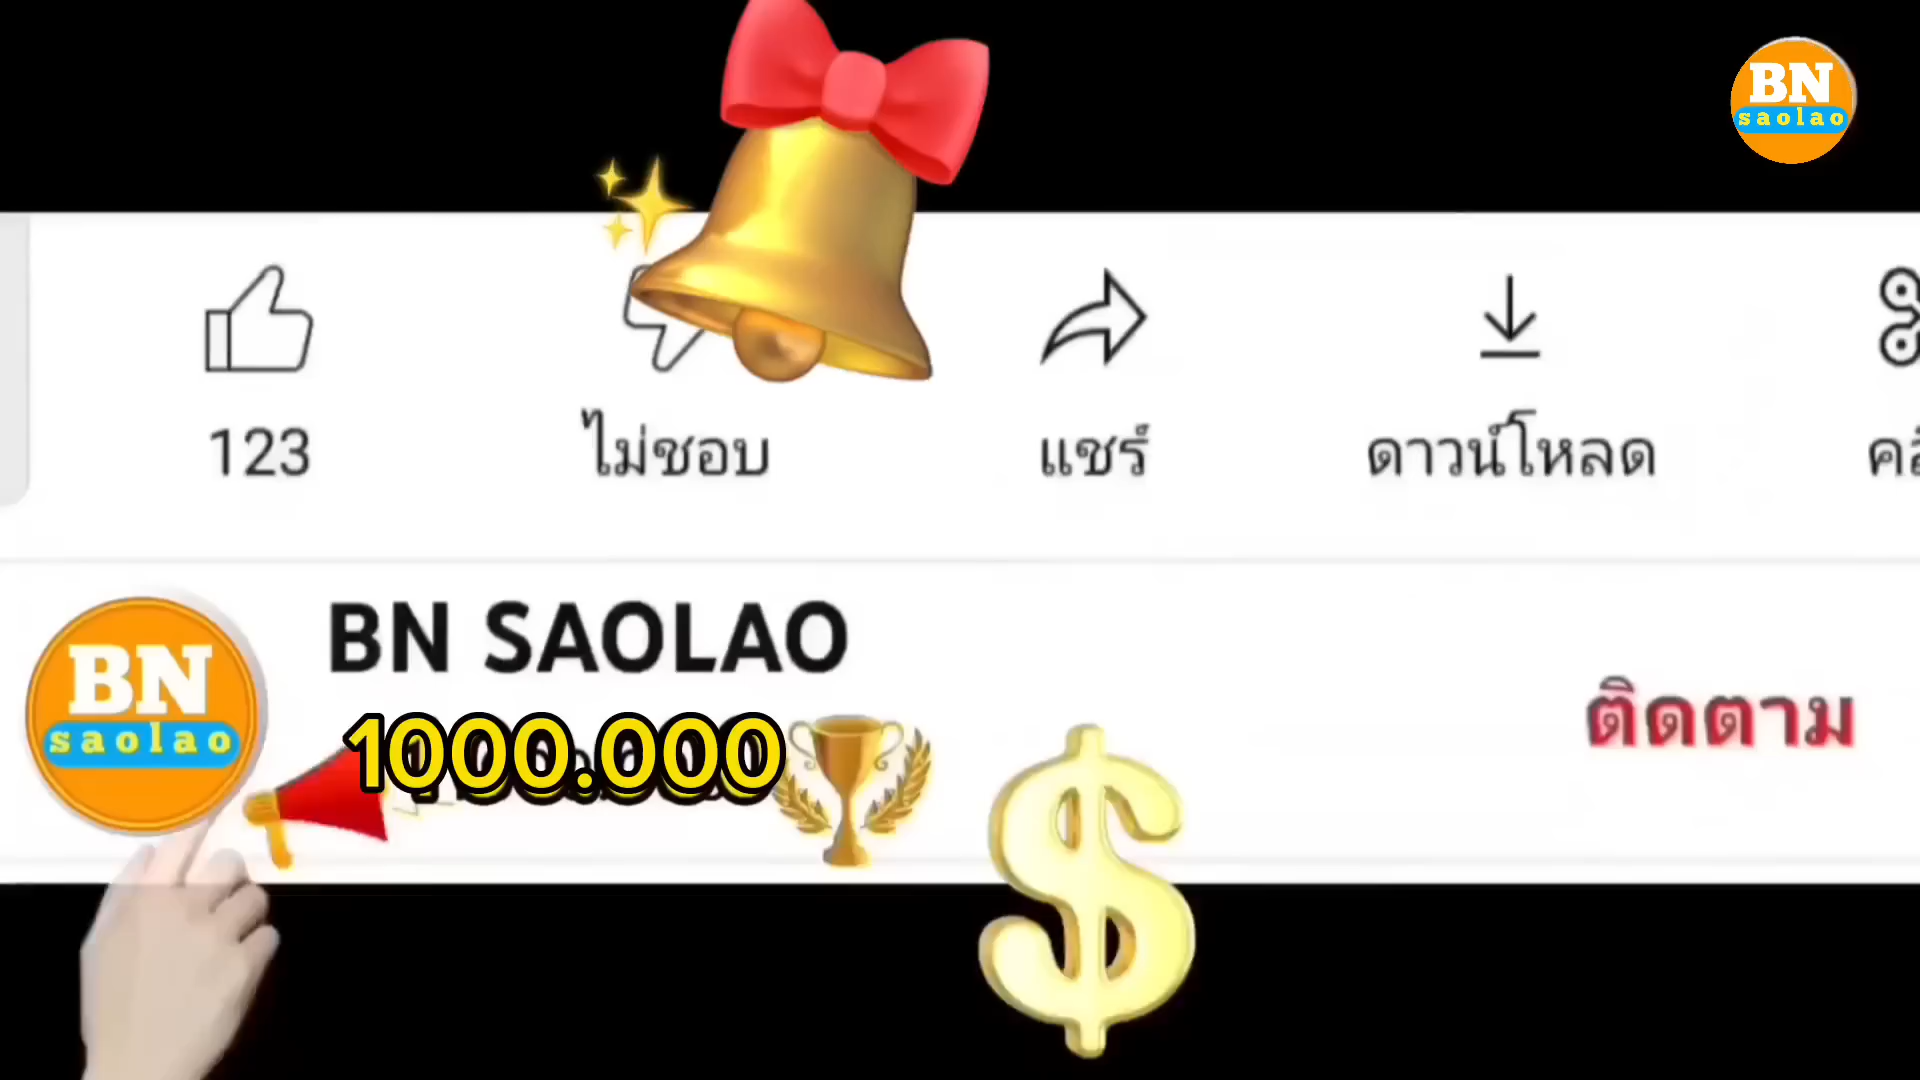 BN
saolao
123
ไม่ชอบ
แชร์
ดาวน์โหลด
BN SAOLAO
BN
saolao
1000.000
ติดตาม